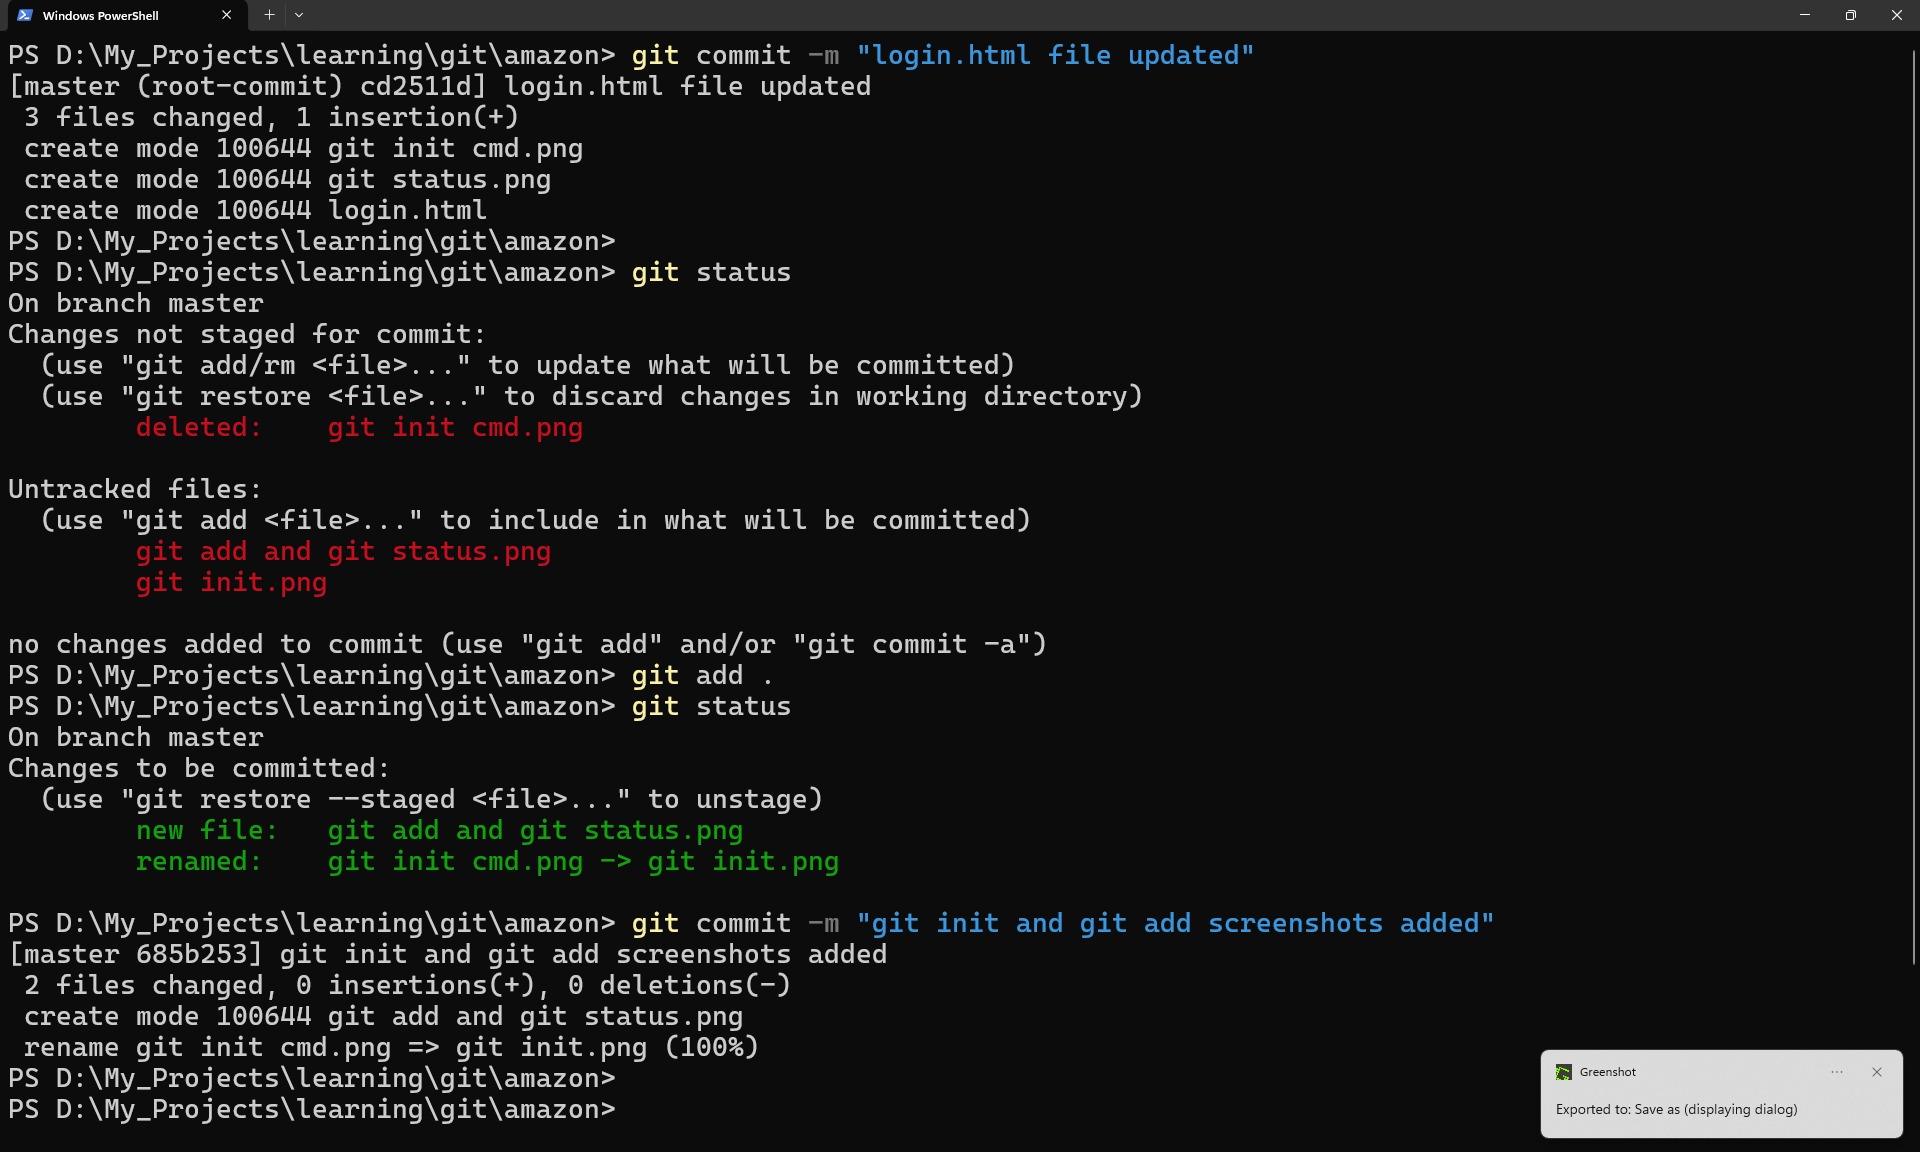 Windows PowerShell
PS D:\My_Projects\learning\git\amazon> git commit -m "login.html file updated"
[master (root-commit) cd2511d] login.html file updated
 3 files changed, 1 insertion(+)
 create mode 100644 git init cmd.png
 create mode 100644 git status.png
 create mode 100644 login.html
PS D:\My_Projects\learning\git\amazon>
PS D:\My_Projects\learning\git\amazon> git status
On branch master
Changes not staged for commit:
  (use "git add/rm <file>..." to update what will be committed)
  (use "git restore <file>..." to discard changes in working directory)
        deleted:    git init cmd.png

Untracked files:
  (use "git add <file>..." to include in what will be committed)
        git add and git status.png
        git init.png

no changes added to commit (use "git add" and/or "git commit -a")
PS D:\My_Projects\learning\git\amazon> git add .
PS D:\My_Projects\learning\git\amazon> git status
On branch master
Changes to be committed:
  (use "git restore --staged <file>..." to unstage)
        new file:   git add and git status.png
        renamed:    git init cmd.png -> git init.png

PS D:\My_Projects\learning\git\amazon> git commit -m "git init and git add screenshots added"
[master 685b253] git init and git add screenshots added
 2 files changed, 0 insertions(+), 0 deletions(-)
 create mode 100644 git add and git status.png
 rename git init cmd.png => git init.png (100%)
PS D:\My_Projects\learning\git\amazon>
PS D:\My_Projects\learning\git\amazon>
Greenshot
Exported to: Save as (displaying dialog)